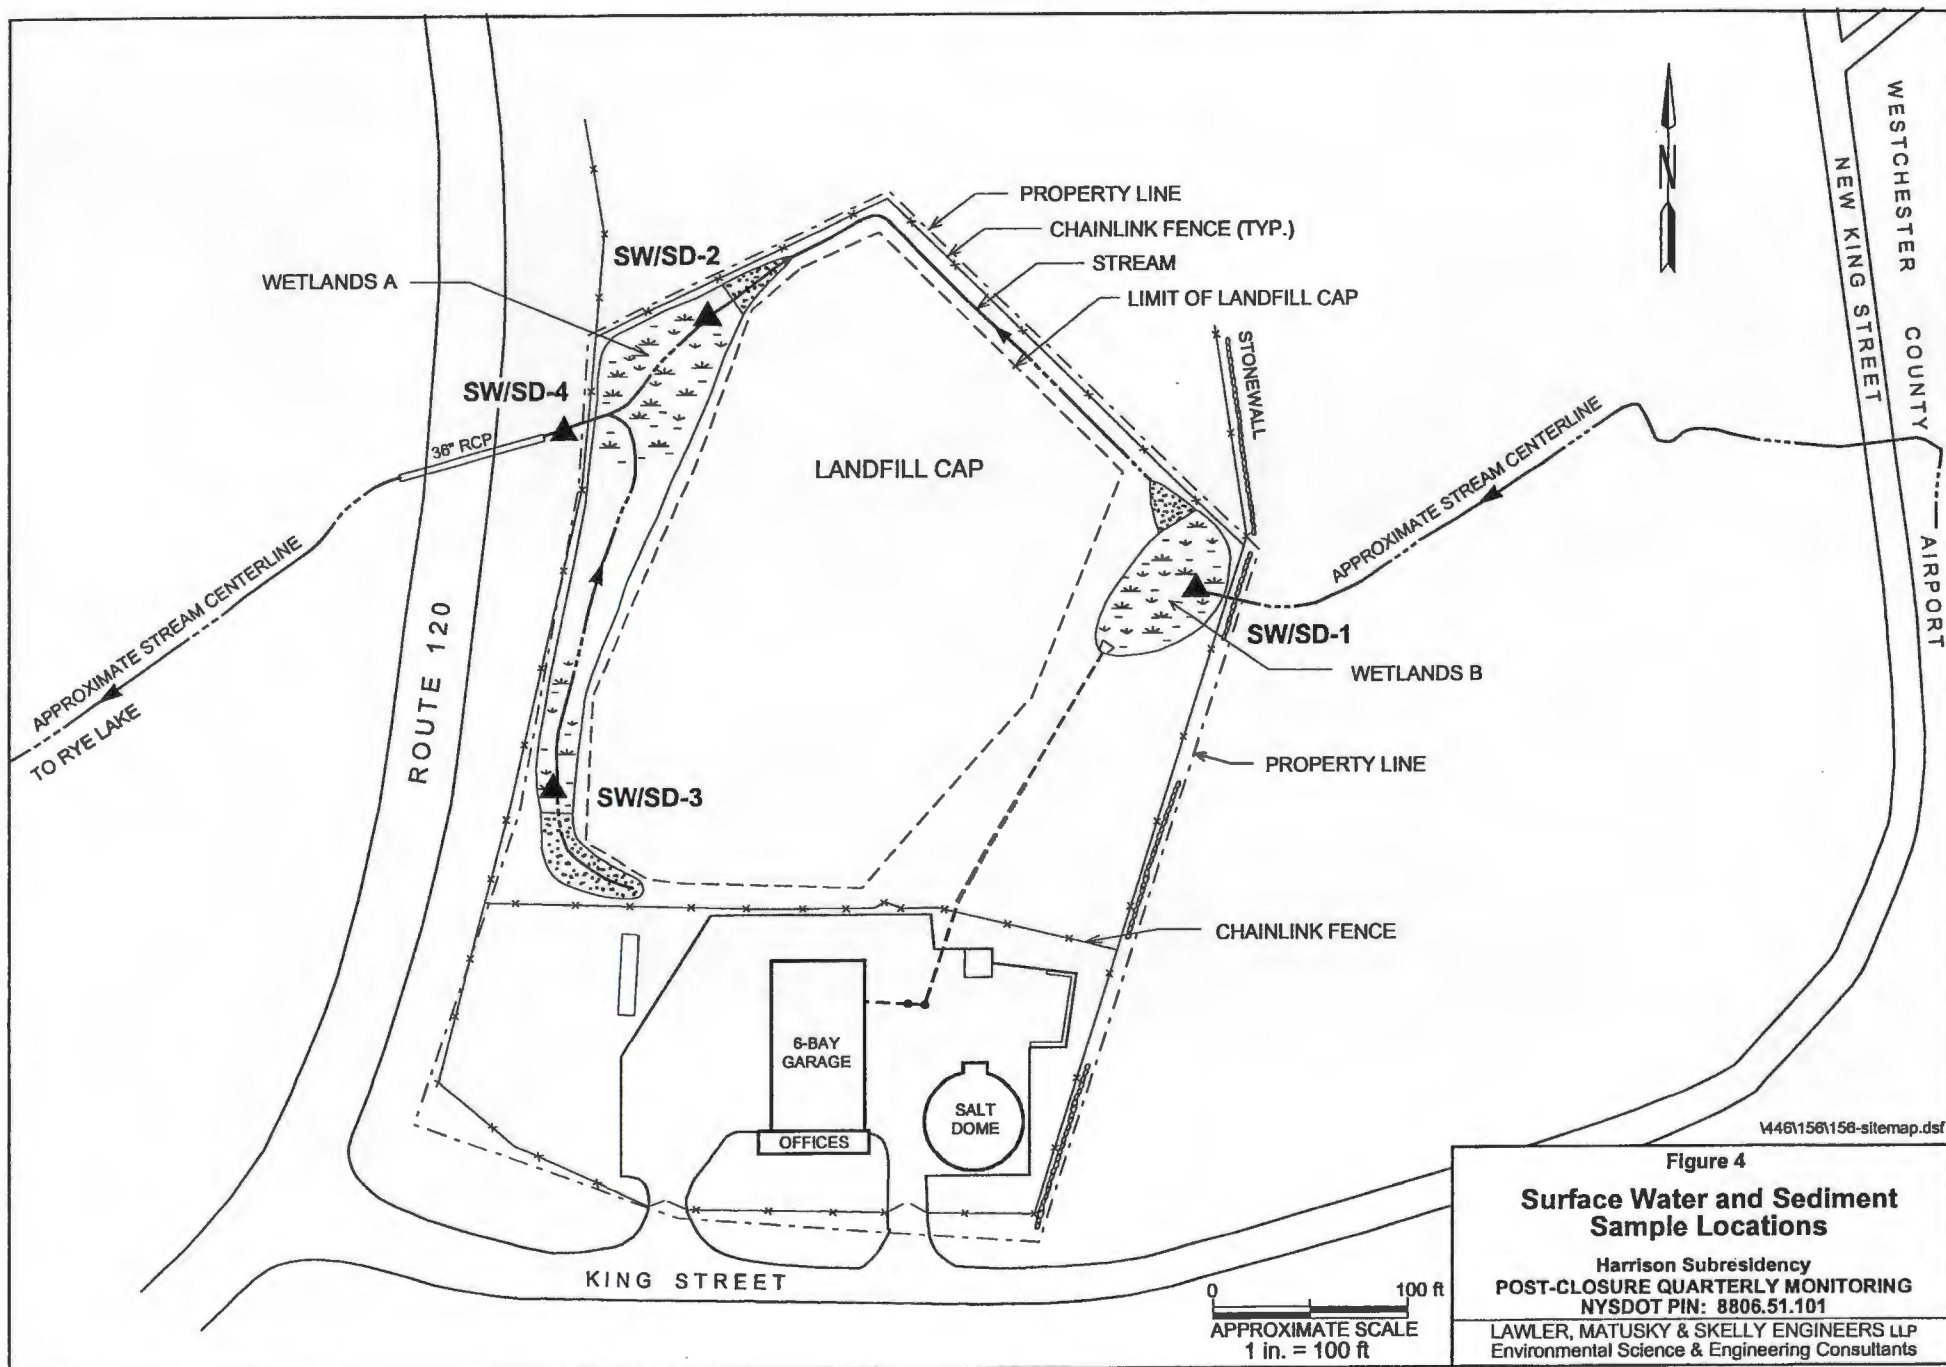 WESTCHESTER COUNTY AIRPORT
NEW KING STREET
N
PROPERTY LINE
CHAINLINK FENCE (TYP.)
STREAM
LIMIT OF LANDFILL CAP
SW/SD-2
WETLANDS A
STONEWALL
SW/SD-4
36" RCP
LANDFILL CAP
APPROXIMATE STREAM CENTERLINE
APPROXIMATE STREAM CENTERLINE
TO RYE LAKE
ROUTE 120
SW/SD-1
WETLANDS B
PROPERTY LINE
SW/SD-3
CHAINLINK FENCE
6-BAY
GARAGE
OFFICES
SALT
DOME
KING STREET
0 100 ft
APPROXIMATE SCALE
1 in. = 100 ft
\446\156\156-sitemap.dsf
Figure 4
Surface Water and Sediment
Sample Locations
Harrison Subresidency
POST-CLOSURE QUARTERLY MONITORING
NYSDOT PIN: 8806.51.101
LAWLER, MATUSKY & SKELLY ENGINEERS LLP
Environmental Science & Engineering Consultants